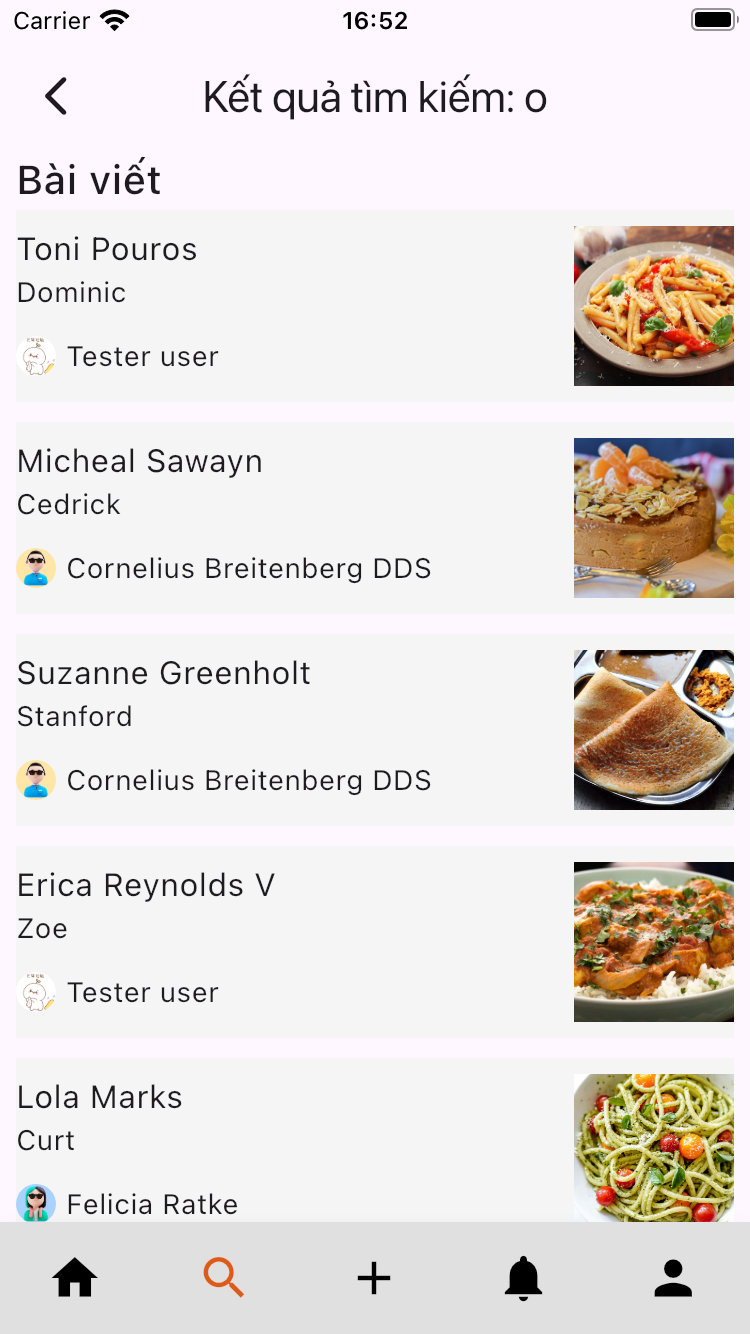 Carrier 16:52
Kết quả tìm kiếm: o
Bài viết
Toni Pouros
Dominic
Tester user
Micheal Sawayn
Cedrick
Cornelius Breitenberg DDS
Suzanne Greenholt
Stanford
Cornelius Breitenberg DDS
Erica Reynolds V
Zoe
Tester user
Lola Marks
Curt
Felicia Ratke